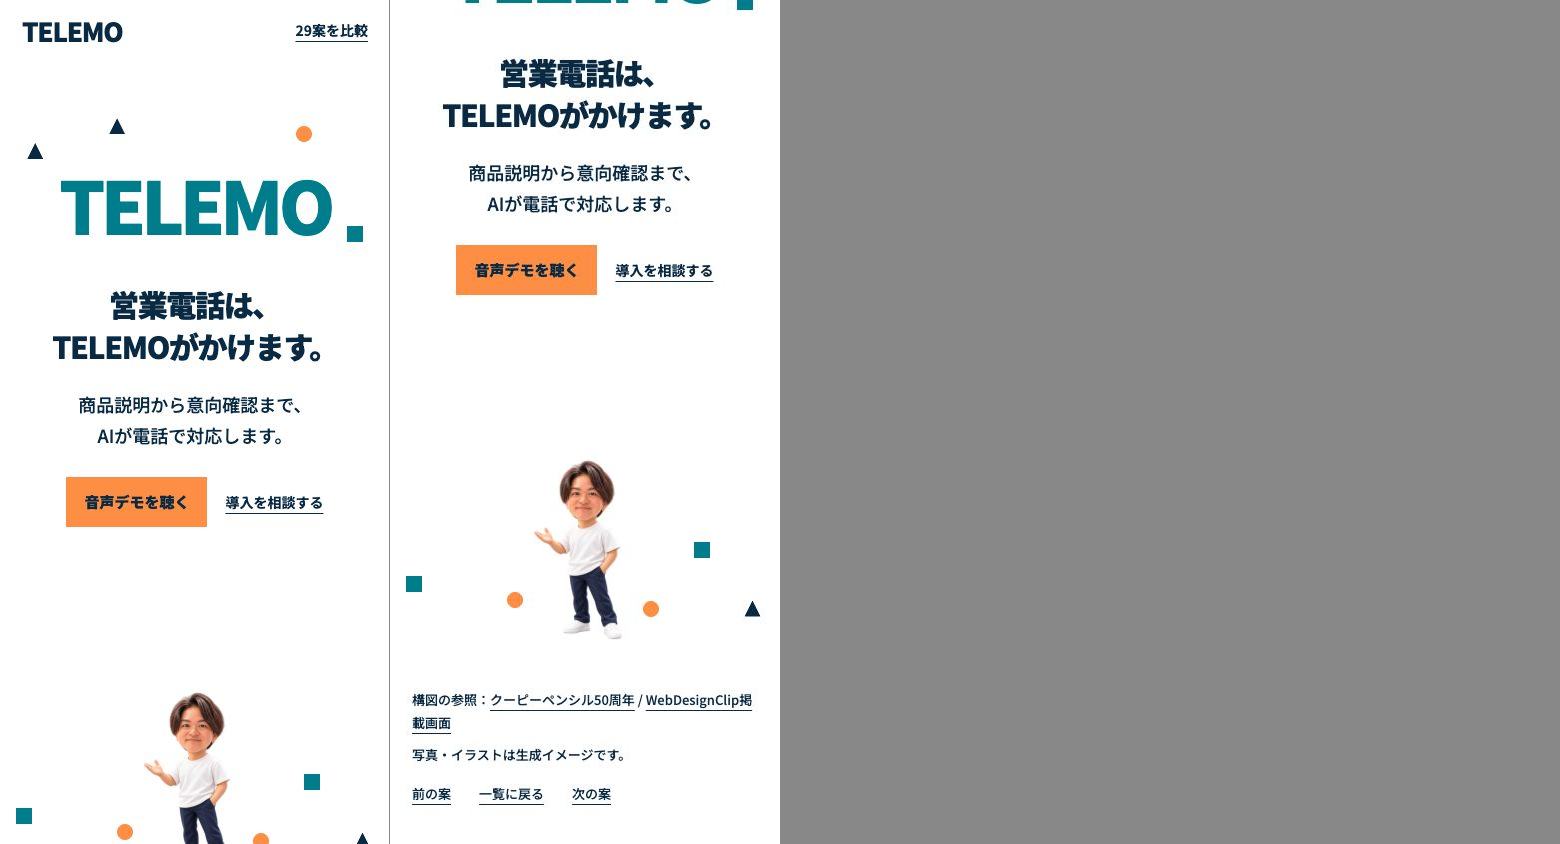 TELEMO
29案を比較
TELEMO
営業電話は、
TELEMOがかけます。
商品説明から意向確認まで、
AIが電話で対応します。
音声デモを聴く
導入を相談する
TELEMO
営業電話は、
TELEMOがかけます。
商品説明から意向確認まで、
AIが電話で対応します。
音声デモを聴く
導入を相談する
構図の参照：クーピーペンシル50周年 / WebDesignClip掲
載画面
写真・イラストは生成イメージです。
前の案
一覧に戻る
次の案